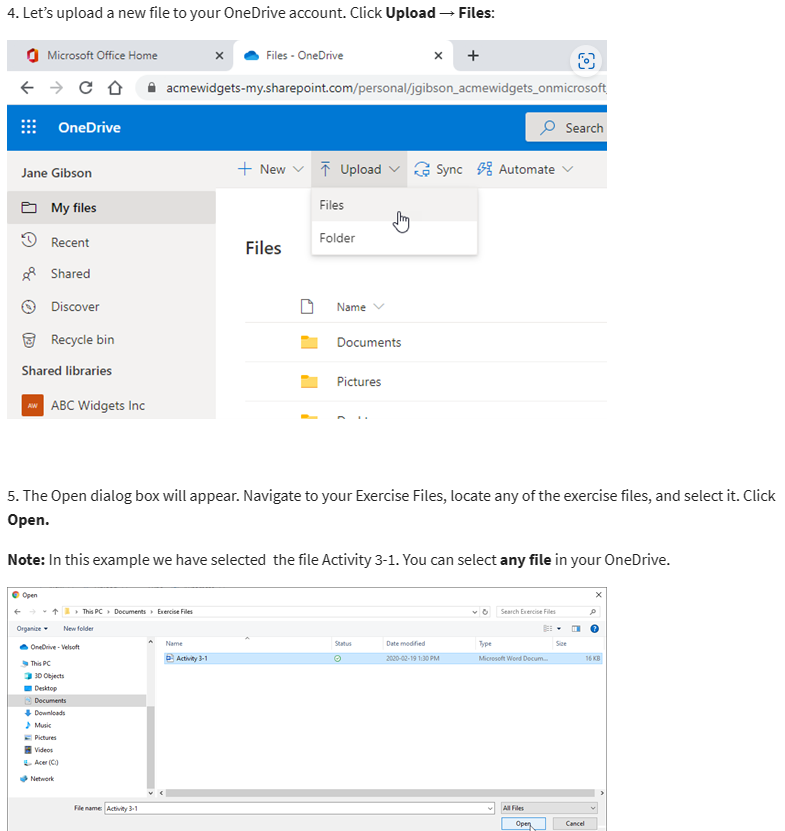 4. Let's upload a new file to your OneDrive account. Click Upload → Files:
Microsoft Office Home
Files - OneDrive
acmewidgets-my.sharepoint.com/personal/jgibson_acmewidgets_onmicrosoft
OneDrive
Search
Jane Gibson
New
Upload
Sync
Automate
My files
Files
Recent
Folder
Files
Shared
Discover
Name
Recycle bin
Documents
Shared libraries
Pictures
AW
ABC Widgets Inc
5. The Open dialog box will appear. Navigate to your Exercise Files, locate any of the exercise files, and select it. Click
Open.
Note: In this example we have selected the file Activity 3-1. You can select any file in your OneDrive.
Open
This PC › Documents › Exercise Files
Search Exercise Files
Organize
New folder
Name
Status
Date modified
Type
Size
OneDrive - Velsoft
Activity 3-1
2020-02-19 1:30 PM
Microsoft Word Docum...
16 KB
This PC
3D Objects
Desktop
Documents
Downloads
Music
Pictures
Videos
Acer (C:)
Network
File name: Activity 3-1
All Files
Open
Cancel